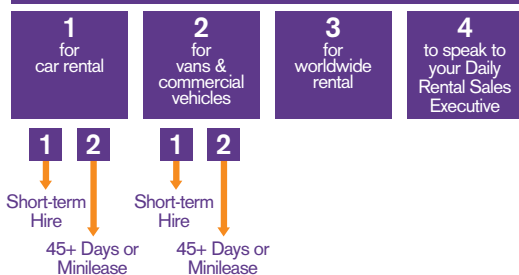 1
for
car rental
2
for
vans &
commercial
vehicles
3
for
worldwide
rental
4
to speak to
your Daily
Rental Sales
Executive
1
2
Short-term
Hire
45+ Days or
Minilease
1
2
Short-term
Hire
45+ Days or
Minilease